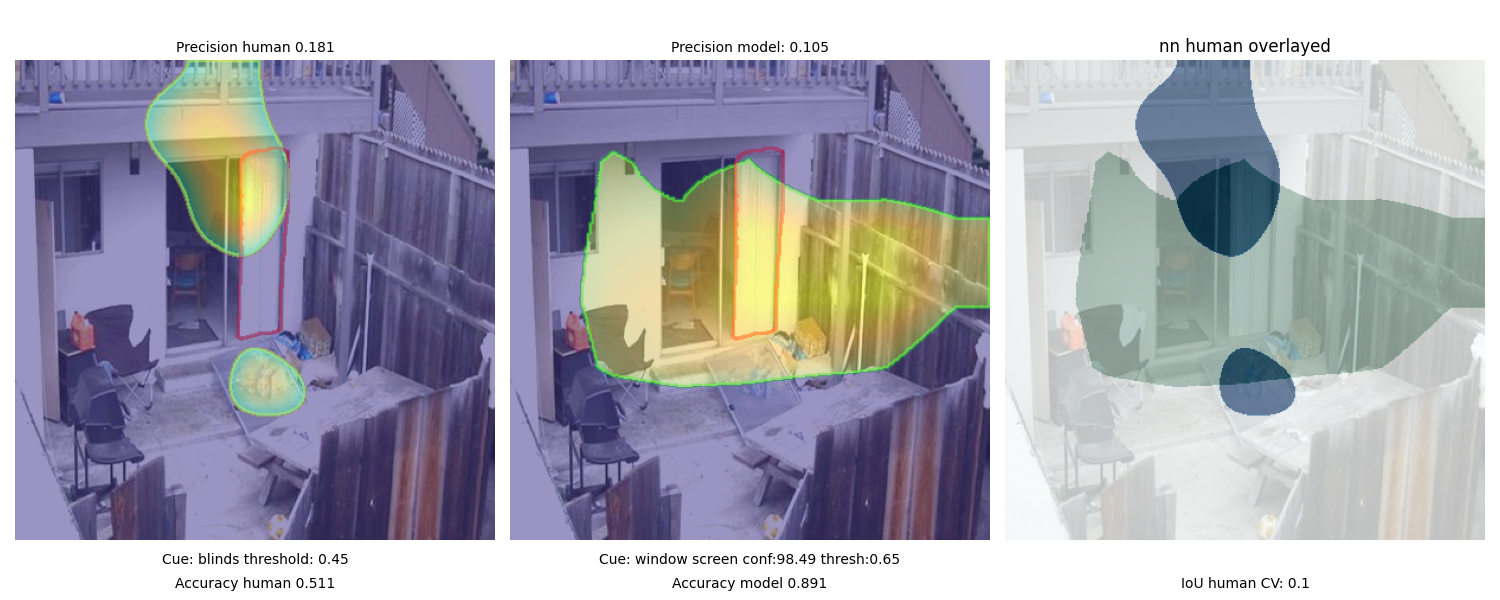 Precision human 0.181
Precision model: 0.105
nn human overlayed
Cue: blinds threshold: 0.45
Cue: window screen conf:98.49 thresh:0.65
Accuracy human 0.511
Accuracy model 0.891
IoU human CV: 0.1